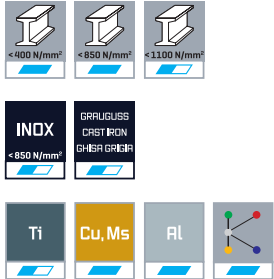 <400 N/mm²
<850 N/mm²
<1100 N/mm²
INOX
<850 N/mm²
GRAUGUSS
CAST IRON
GHISA GRIGIA
Ti
Cu, Ms
Al